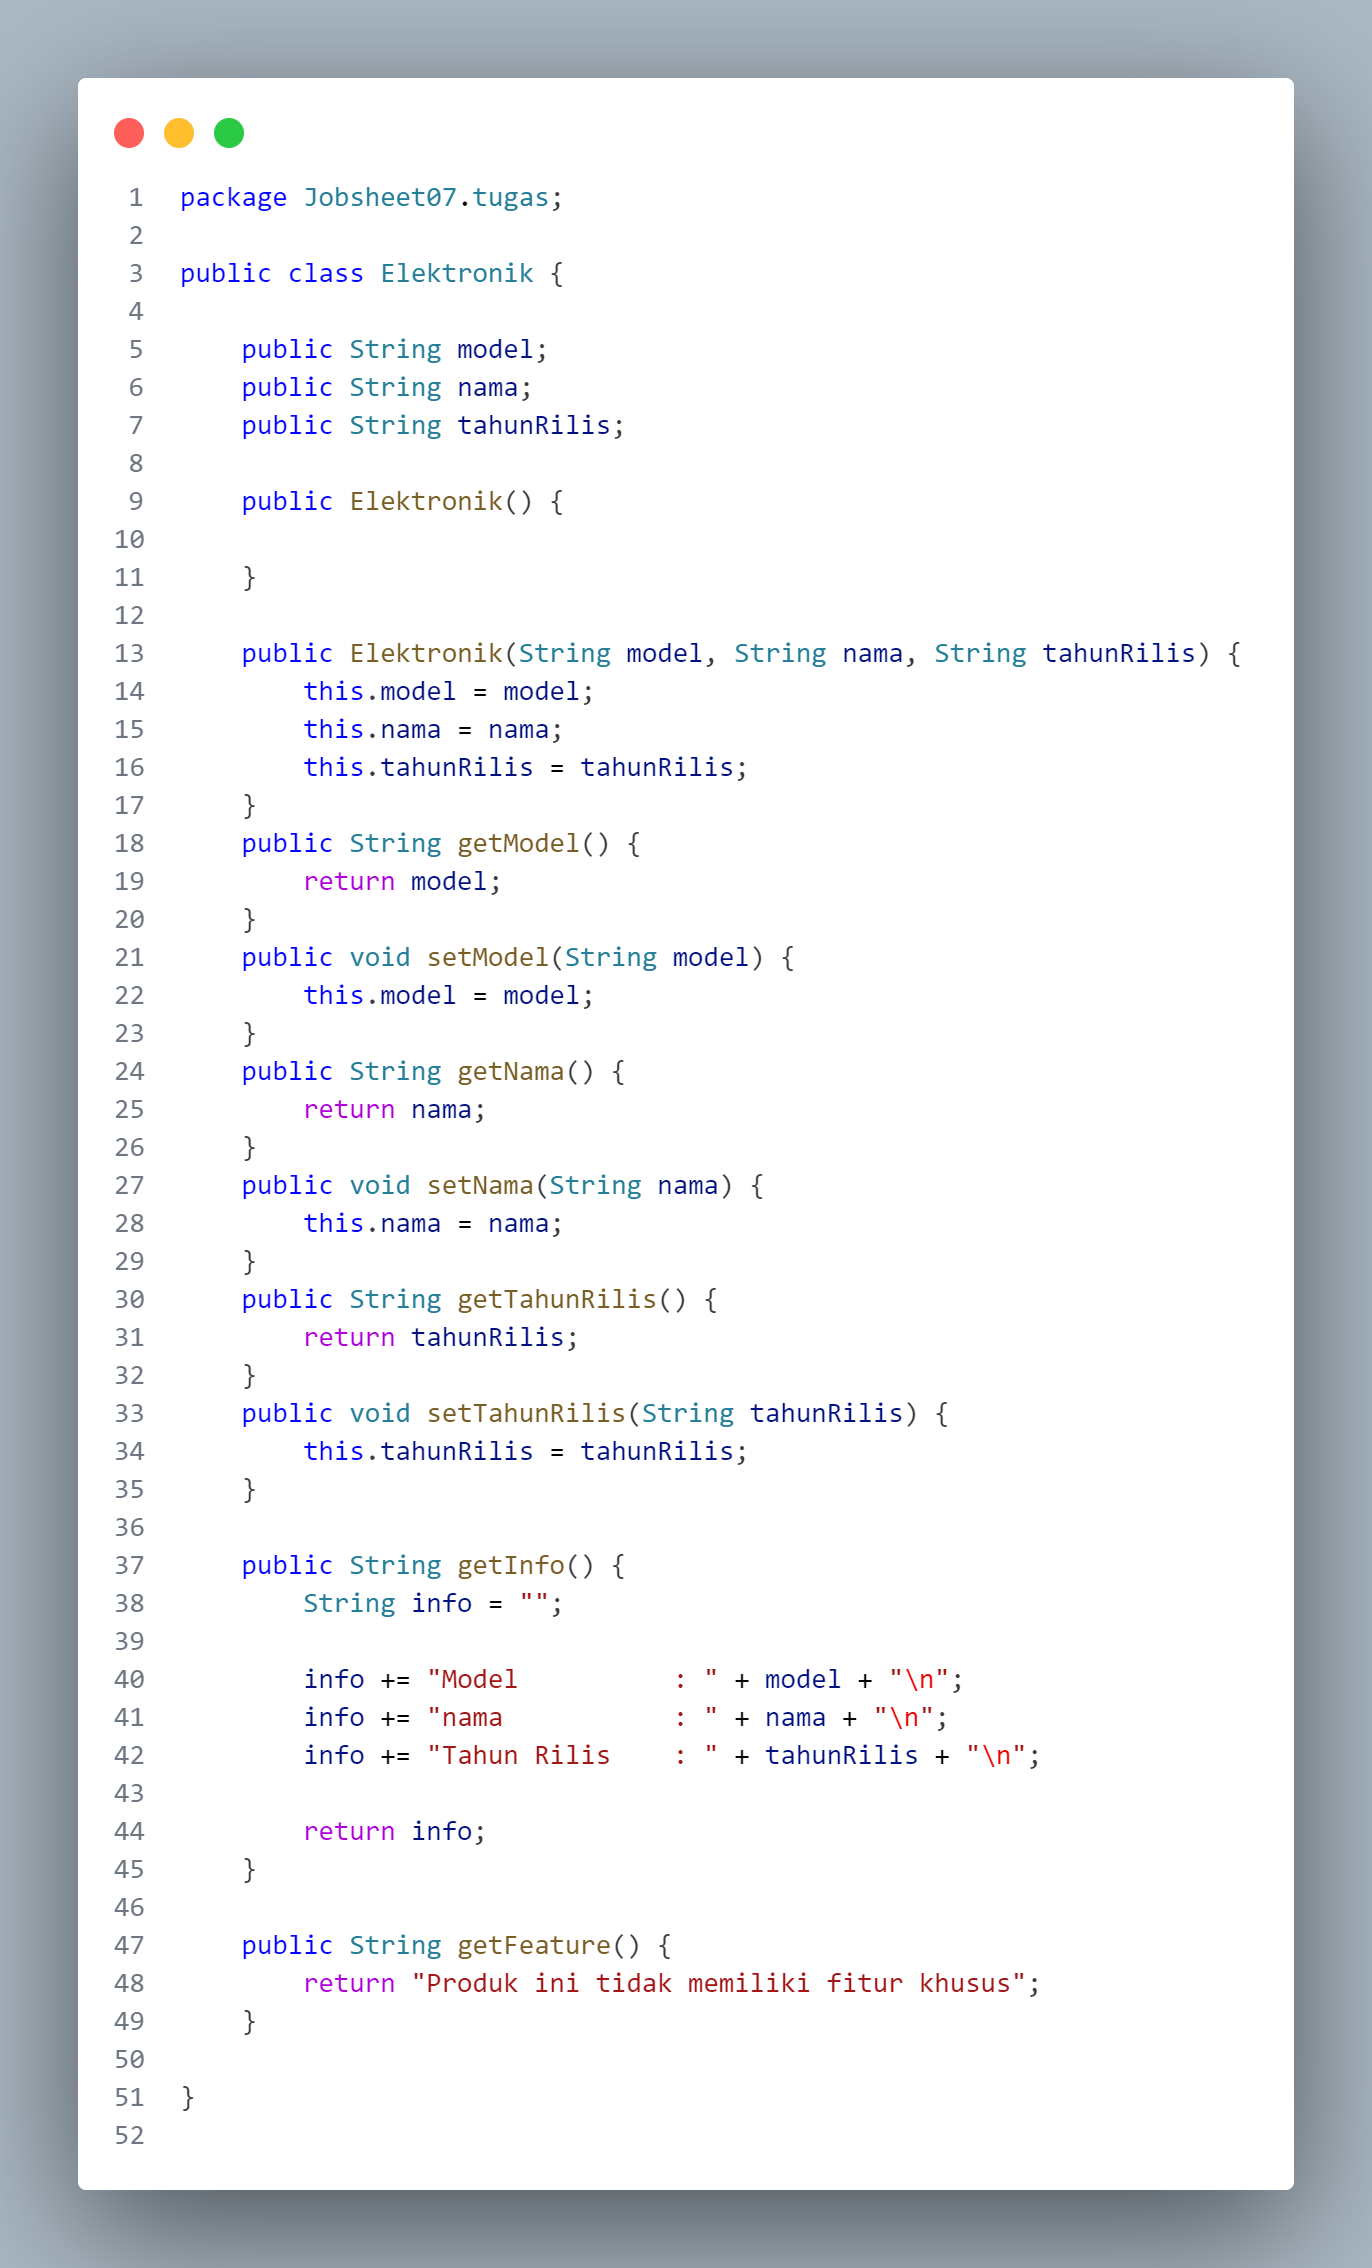 1 package Jobsheet07.tugas;
2
3 public class Elektronik {
4
5     public String model;
6     public String nama;
7     public String tahunRilis;
8
9     public Elektronik() {
10
11     }
12
13     public Elektronik(String model, String nama, String tahunRilis) {
14         this.model = model;
15         this.nama = nama;
16         this.tahunRilis = tahunRilis;
17     }
18     public String getModel() {
19         return model;
20     }
21     public void setModel(String model) {
22         this.model = model;
23     }
24     public String getNama() {
25         return nama;
26     }
27     public void setNama(String nama) {
28         this.nama = nama;
29     }
30     public String getTahunRilis() {
31         return tahunRilis;
32     }
33     public void setTahunRilis(String tahunRilis) {
34         this.tahunRilis = tahunRilis;
35     }
36
37     public String getInfo() {
38         String info = "";
39
40         info += "Model          : " + model + "\n";
41         info += "nama           : " + nama + "\n";
42         info += "Tahun Rilis    : " + tahunRilis + "\n";
43
44         return info;
45     }
46
47     public String getFeature() {
48         return "Produk ini tidak memiliki fitur khusus";
49     }
50
51 }
52